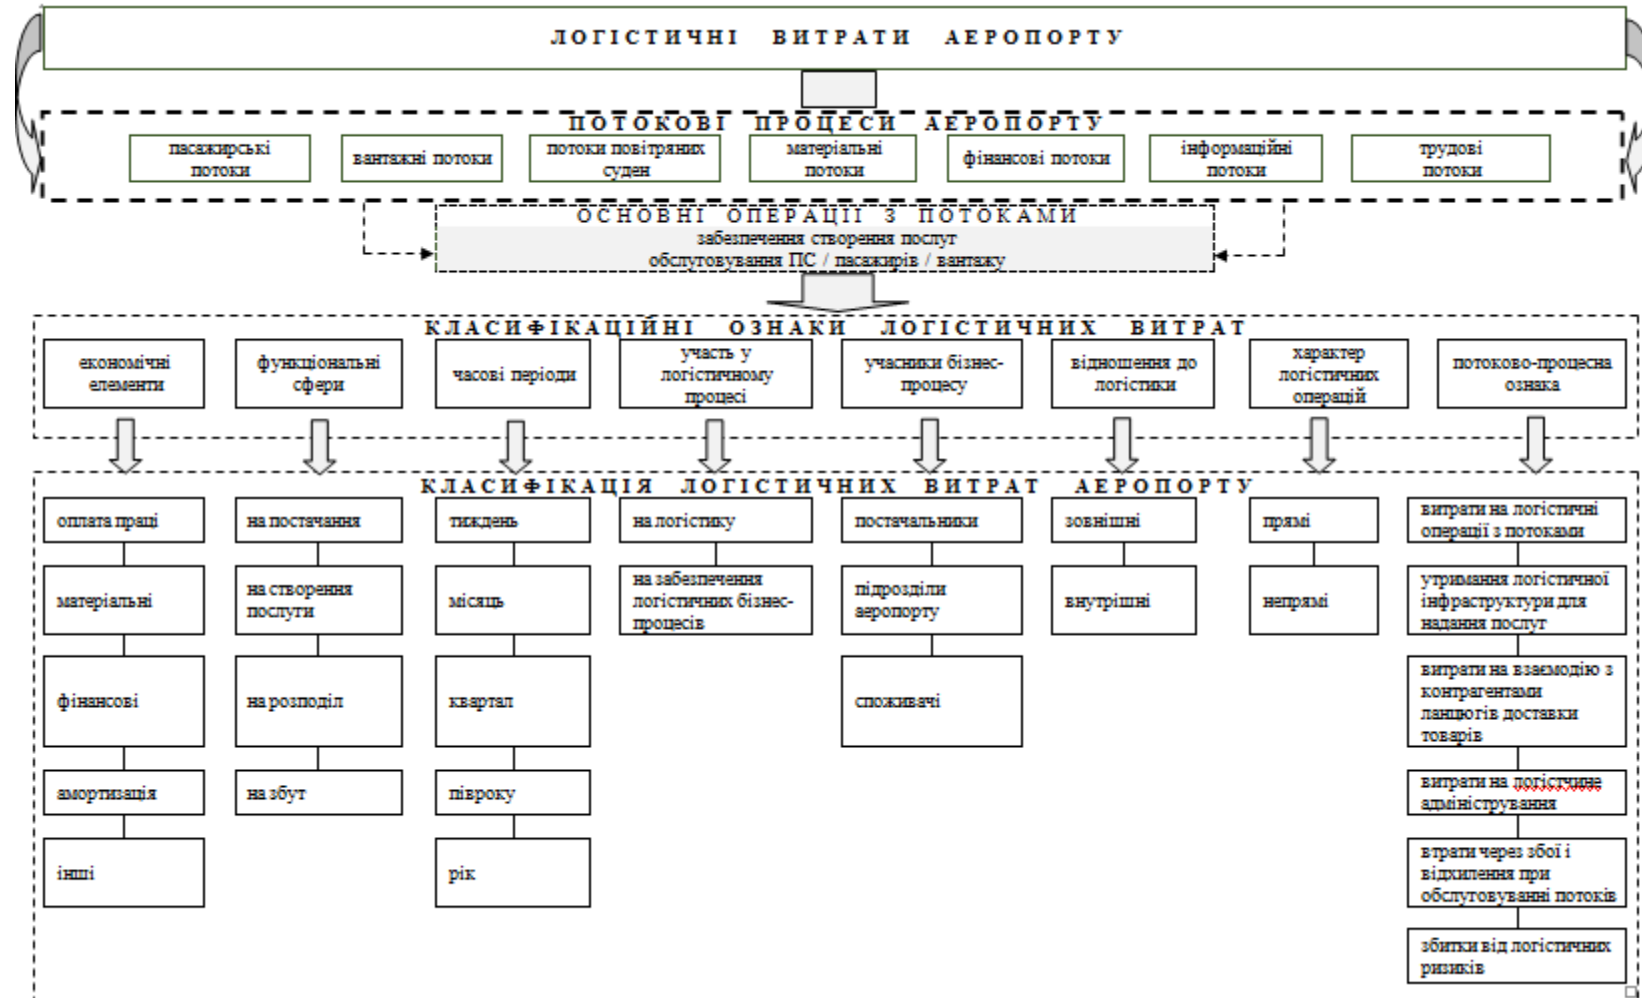 ЛОГІСТИЧНІ ВИТРАТИ АЕРОПОРТУ
ПОТОКОВІ ПРОЦЕСИ АЕРОПОРТУ
пасажирські
потоки
вантажні потоки
потоки повітряних
суден
матеріальні
потоки
фінансові потоки
інформаційні
потоки
трудові
потоки
ОСНОВНІ ОПЕРАЦІЇ З ПОТОКАМИ
забезпечення створення послуг
обслуговування ПС / пасажирів / вантажу
КЛАСИФІКАЦІЙНІ ОЗНАКИ ЛОГІСТИЧНИХ ВИТРАТ
економічні
елементи
функціональні
сфери
часові періоди
участь у
логістичному
процесі
учасники бізнес-
процесу
відношення до
логістики
характер
логістичних
операцій
потоково-процесна
ознака
КЛАСИФІКАЦІЯ ЛОГІСТИЧНИХ ВИТРАТ АЕРОПОРТУ
оплата праці
матеріальні
фінансові
амортизація
інші
на постачання
на створення
послуги
на розподіл
на збут
тиждень
місяць
квартал
півроку
рік
на логістику
на забезпечення
логістичних бізнес-
процесів
постачальники
підрозділи
аеропорту
споживачі
зовнішні
внутрішні
прямі
непрямі
витрати на логістичні
операції з потоками
утримання логістичної
інфраструктури для
надання послуг
витрати на взаємодію з
контрагентами
ланцюгів доставки
товарів
витрати на логістчине
адміністрування
втрати через збої і
відхилення при
обслуговуванні потоків
збитки від логістичних
ризиків